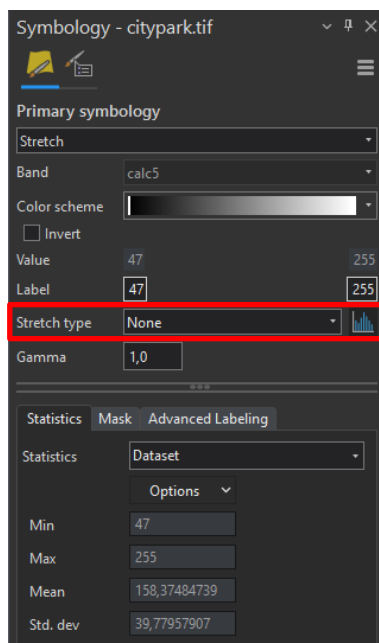 Symbology - citypark.tif
Primary symbology
Stretch
Band calc5
Color scheme
Invert
Value 47 255
Label 47 255
Stretch type None
Gamma 1,0
Statistics Mask Advanced Labeling
Statistics Dataset
Options
Min 47
Max 255
Mean 158,37484739
Std. dev 39,77957907